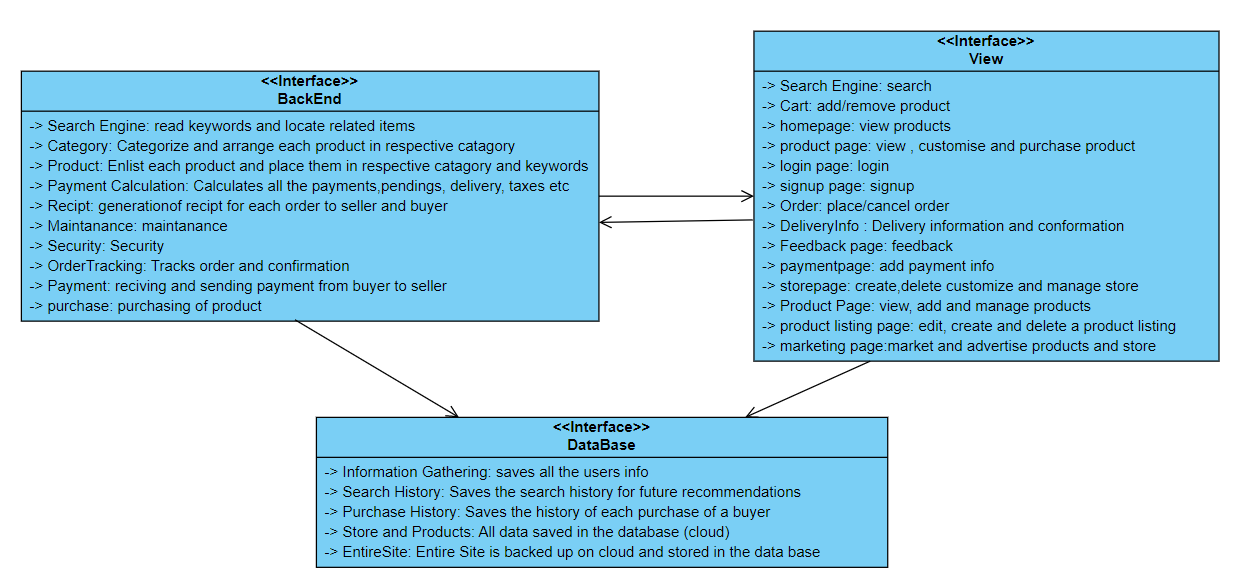 <<Interface>>
BackEnd
-> Search Engine: read keywords and locate related items
-> Category: Categorize and arrange each product in respective catagory
-> Product: Enlist each product and place them in respective catagory and keywords
-> Payment Calculation: Calculates all the payments,pendings, delivery, taxes etc
-> Recipt: generationof recipt for each order to seller and buyer
-> Maintanance: maintanance
-> Security: Security
-> OrderTracking: Tracks order and confirmation
-> Payment: reciving and sending payment from buyer to seller
-> purchase: purchasing of product
<<Interface>>
View
-> Search Engine: search
-> Cart: add/remove product
-> homepage: view products
-> product page: view , customise and purchase product
-> login page: login
-> signup page: signup
-> Order: place/cancel order
-> DeliveryInfo : Delivery information and conformation
-> Feedback page: feedback
-> paymentpage: add payment info
-> storepage: create,delete customize and manage store
-> Product Page: view, add and manage products
-> product listing page: edit, create and delete a product listing
-> marketing page:market and advertise products and store
<<Interface>>
DataBase
-> Information Gathering: saves all the users info
-> Search History: Saves the search history for future recommendations
-> Purchase History: Saves the history of each purchase of a buyer
-> Store and Products: All data saved in the database (cloud)
-> EntireSite: Entire Site is backed up on cloud and stored in the data base